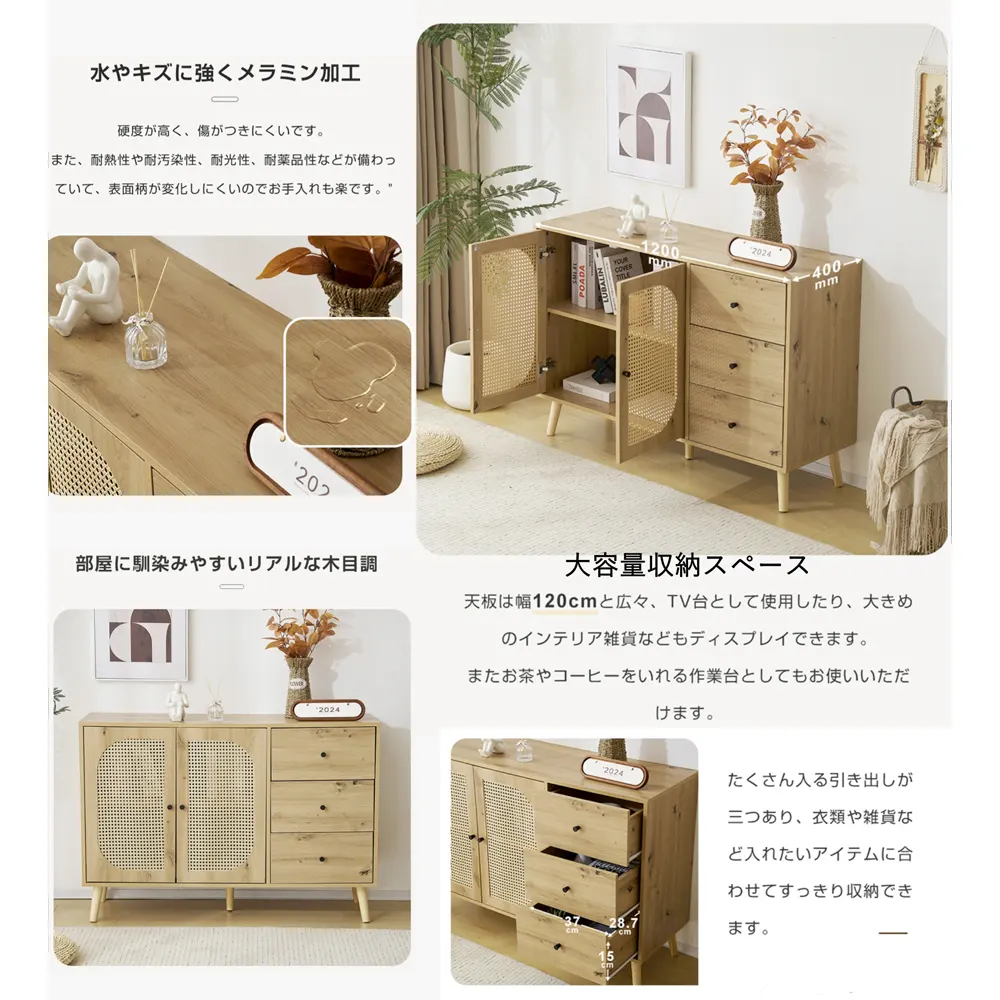 水やキズに強くメラミン加工
硬度が高く、傷がつきにくいです。
また、耐熱性や耐汚染性、耐光性、耐薬品性などが備わっ
ていて、表面柄が変化しにくいのでお手入れも楽です。"
SMALL
POADA
LUBALIN
YOUR
COVER
TITLE
1200
mm
'2024
400
mm
'202
部屋に馴染みやすいリアルな木目調
'2024
大容量収納スペース
天板は幅120cmと広々、TV台として使用したり、大きめ
のインテリア雑貨などもディスプレイできます。
またお茶やコーヒーをいれる作業台としてもお使いいただ
けます。
'2024
37
cm
28.7
cm
15
cm
たくさん入る引き出しが
三つあり、衣類や雑貨な
ど入れたいアイテムに合
わせてすっきり収納でき
ます。